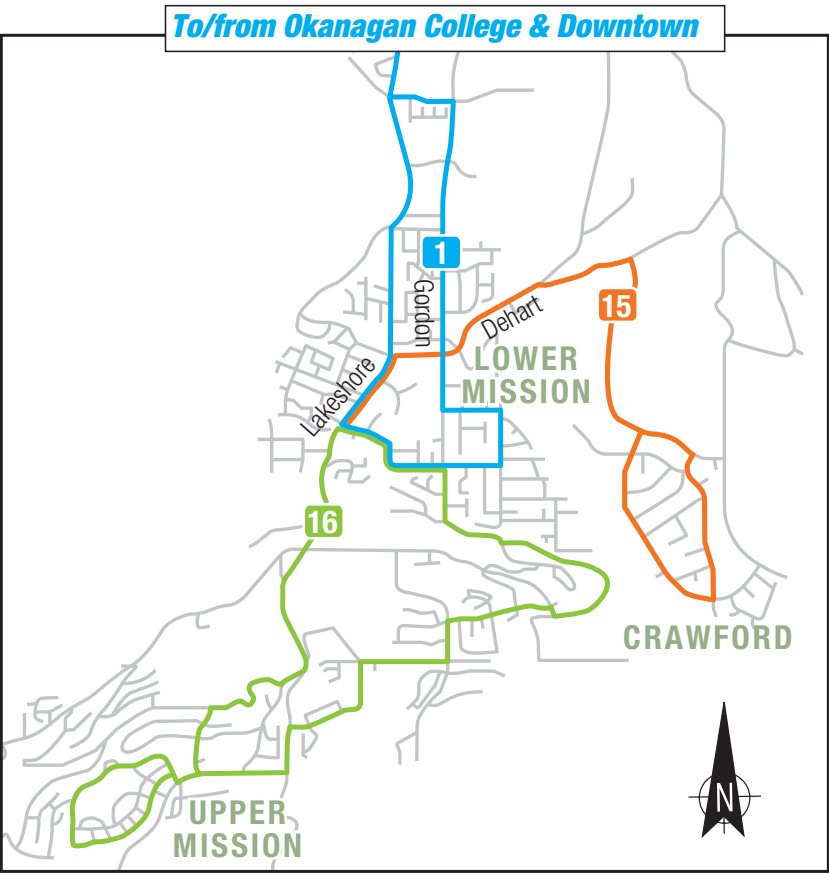 To/from Okanagan College & Downtown
1
Gordon
15
Dehart
LOWER
MISSION
Lakeshore
16
CRAWFORD
N
UPPER
MISSION